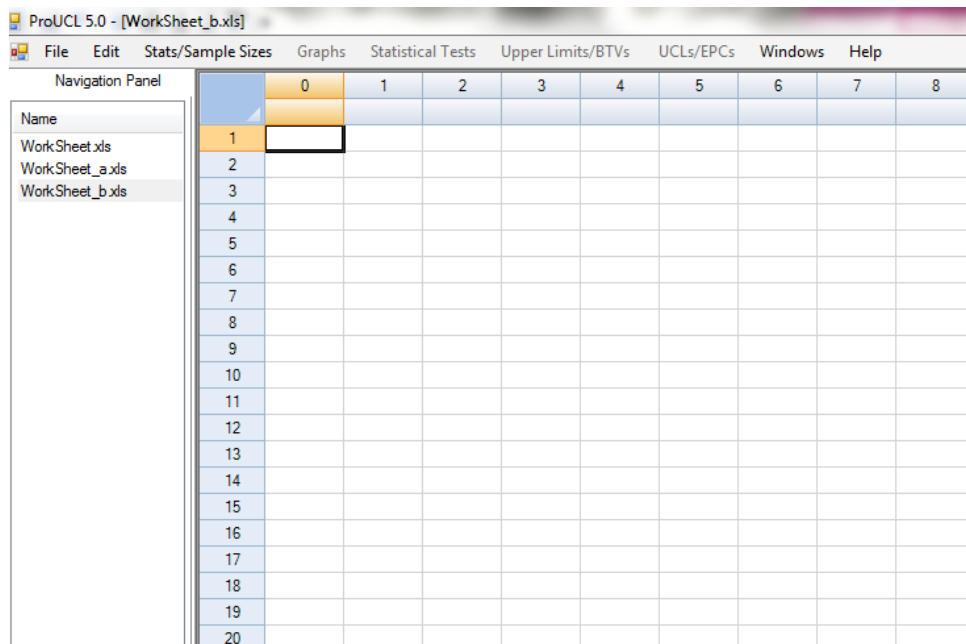 ProUCL 5.0 - [WorkSheet_b.xls]
File Edit Stats/Sample Sizes Graphs Statistical Tests Upper Limits/BTVs UCLs/EPCs Windows Help
Navigation Panel
Name
WorkSheet.xls
WorkSheet_a.xls
WorkSheet_b.xls
0 1 2 3 4 5 6 7 8
1
2
3
4
5
6
7
8
9
10
11
12
13
14
15
16
17
18
19
20